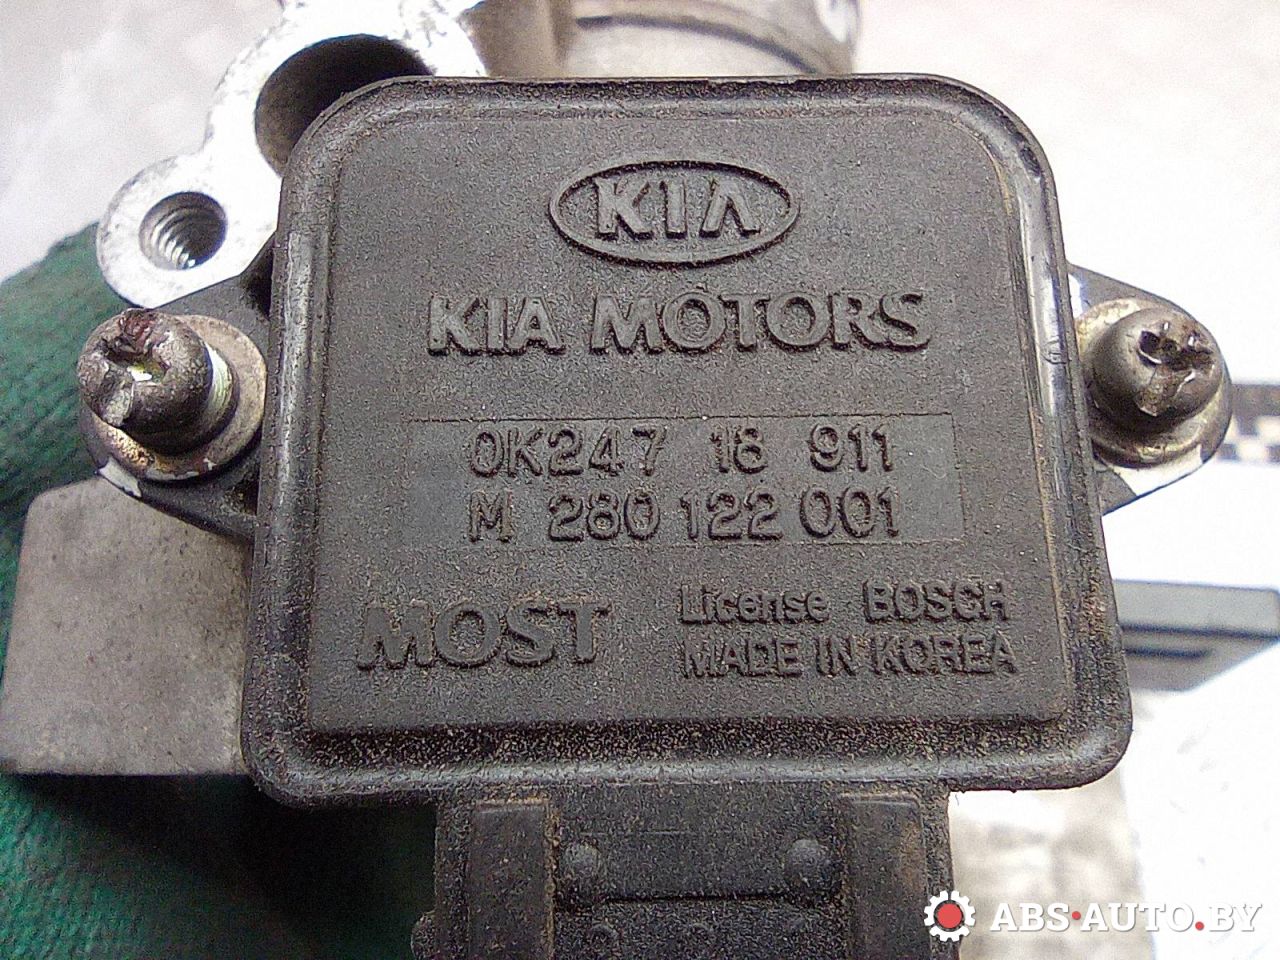 KIA
KIA MOTORS
0K247 18 911
M 280 122 001
MOST License BOSCH
MADE IN KOREA
ABS-AUTO.BY